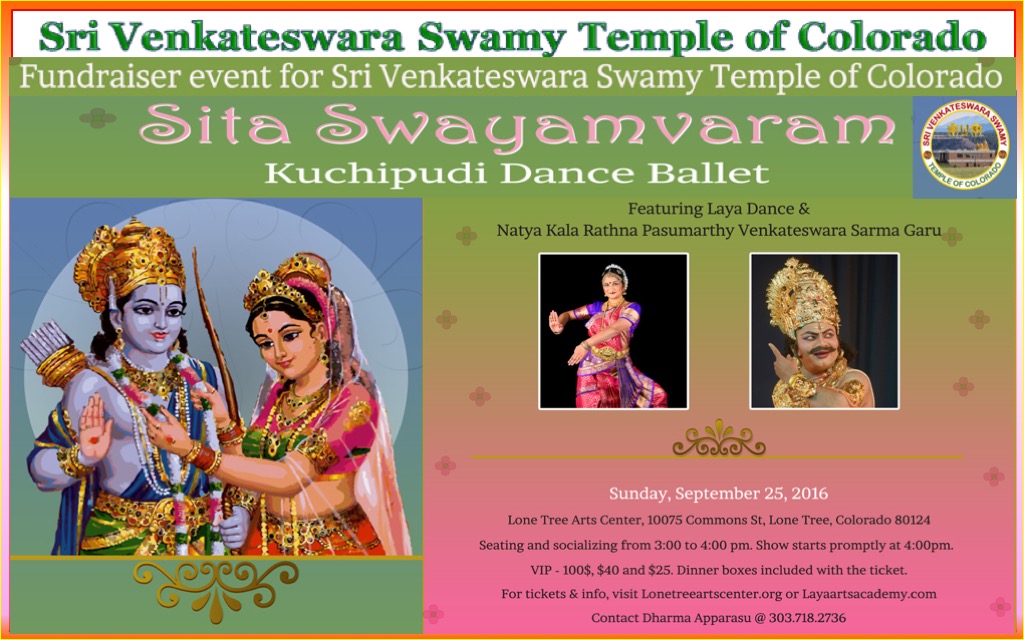 Sri Venkateswara Swamy Temple of Colorado
Fundraiser event for Sri Venkateswara Swamy Temple of Colorado
Sita Swayamvaram
Kuchipudi Dance Ballet
SRI VENKATESWARA SWAMY
TEMPLE OF COLORADO
Featuring Laya Dance &
Natya Kala Rathna Pasumarthy Venkateswara Sarma Garu
Sunday, September 25, 2016
Lone Tree Arts Center, 10075 Commons St, Lone Tree, Colorado 80124
Seating and socializing from 3:00 to 4:00 pm. Show starts promptly at 4:00pm.
VIP - 100$, $40 and $25. Dinner boxes included with the ticket.
For tickets & info, visit Lonetreeartscenter.org or Layaartsacademy.com
Contact Dharma Apparasu @ 303.718.2736